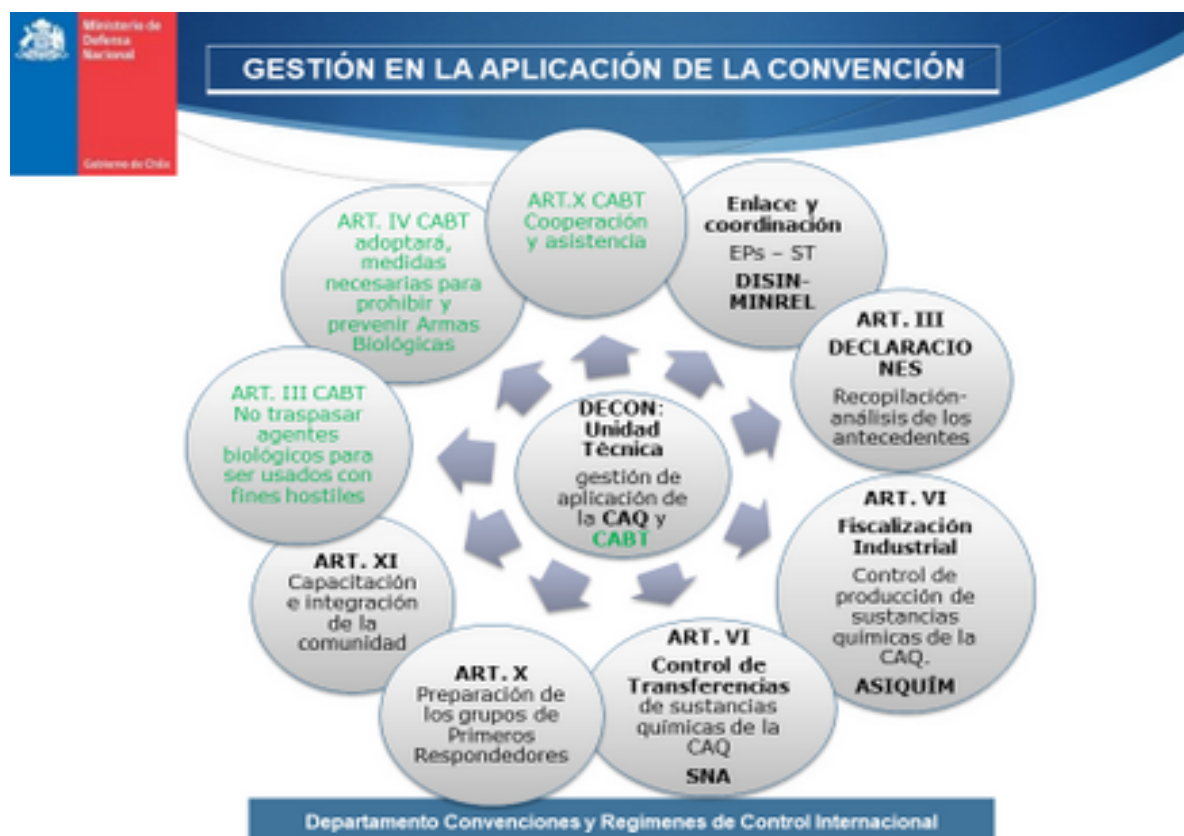 Ministerio de
Defensa
Nacional
Gobierno de Chile
GESTIÓN EN LA APLICACIÓN DE LA CONVENCIÓN
ART.X CABT
Cooperación
y asistencia
Enlace y
coordinación
EPs – ST
DISIN-
MINREL
ART. III
DECLARACIO
NES
Recopilación-
análisis de los
antecedentes
ART. VI
Fiscalización
Industrial
Control de
producción de
sustancias
químicas de la
CAQ.
ASIQUÍM
ART. VI
Control de
Transferencias
de sustancias
químicas de la
CAQ
SNA
ART. X
Preparación de
los grupos de
Primeros
Respondedores
ART. XI
Capacitación
e integración
de la
comunidad
ART. III CABT
No traspasar
agentes
biológicos para
ser usados con
fines hostiles
ART. IV CABT
adoptará,
medidas
necesarias para
prohibir y
prevenir Armas
Biológicas
DECON:
Unidad
Técnica
gestión de
aplicación de
la CAQ y
CABT
Departamento Convenciones y Regimenes de Control Internacional